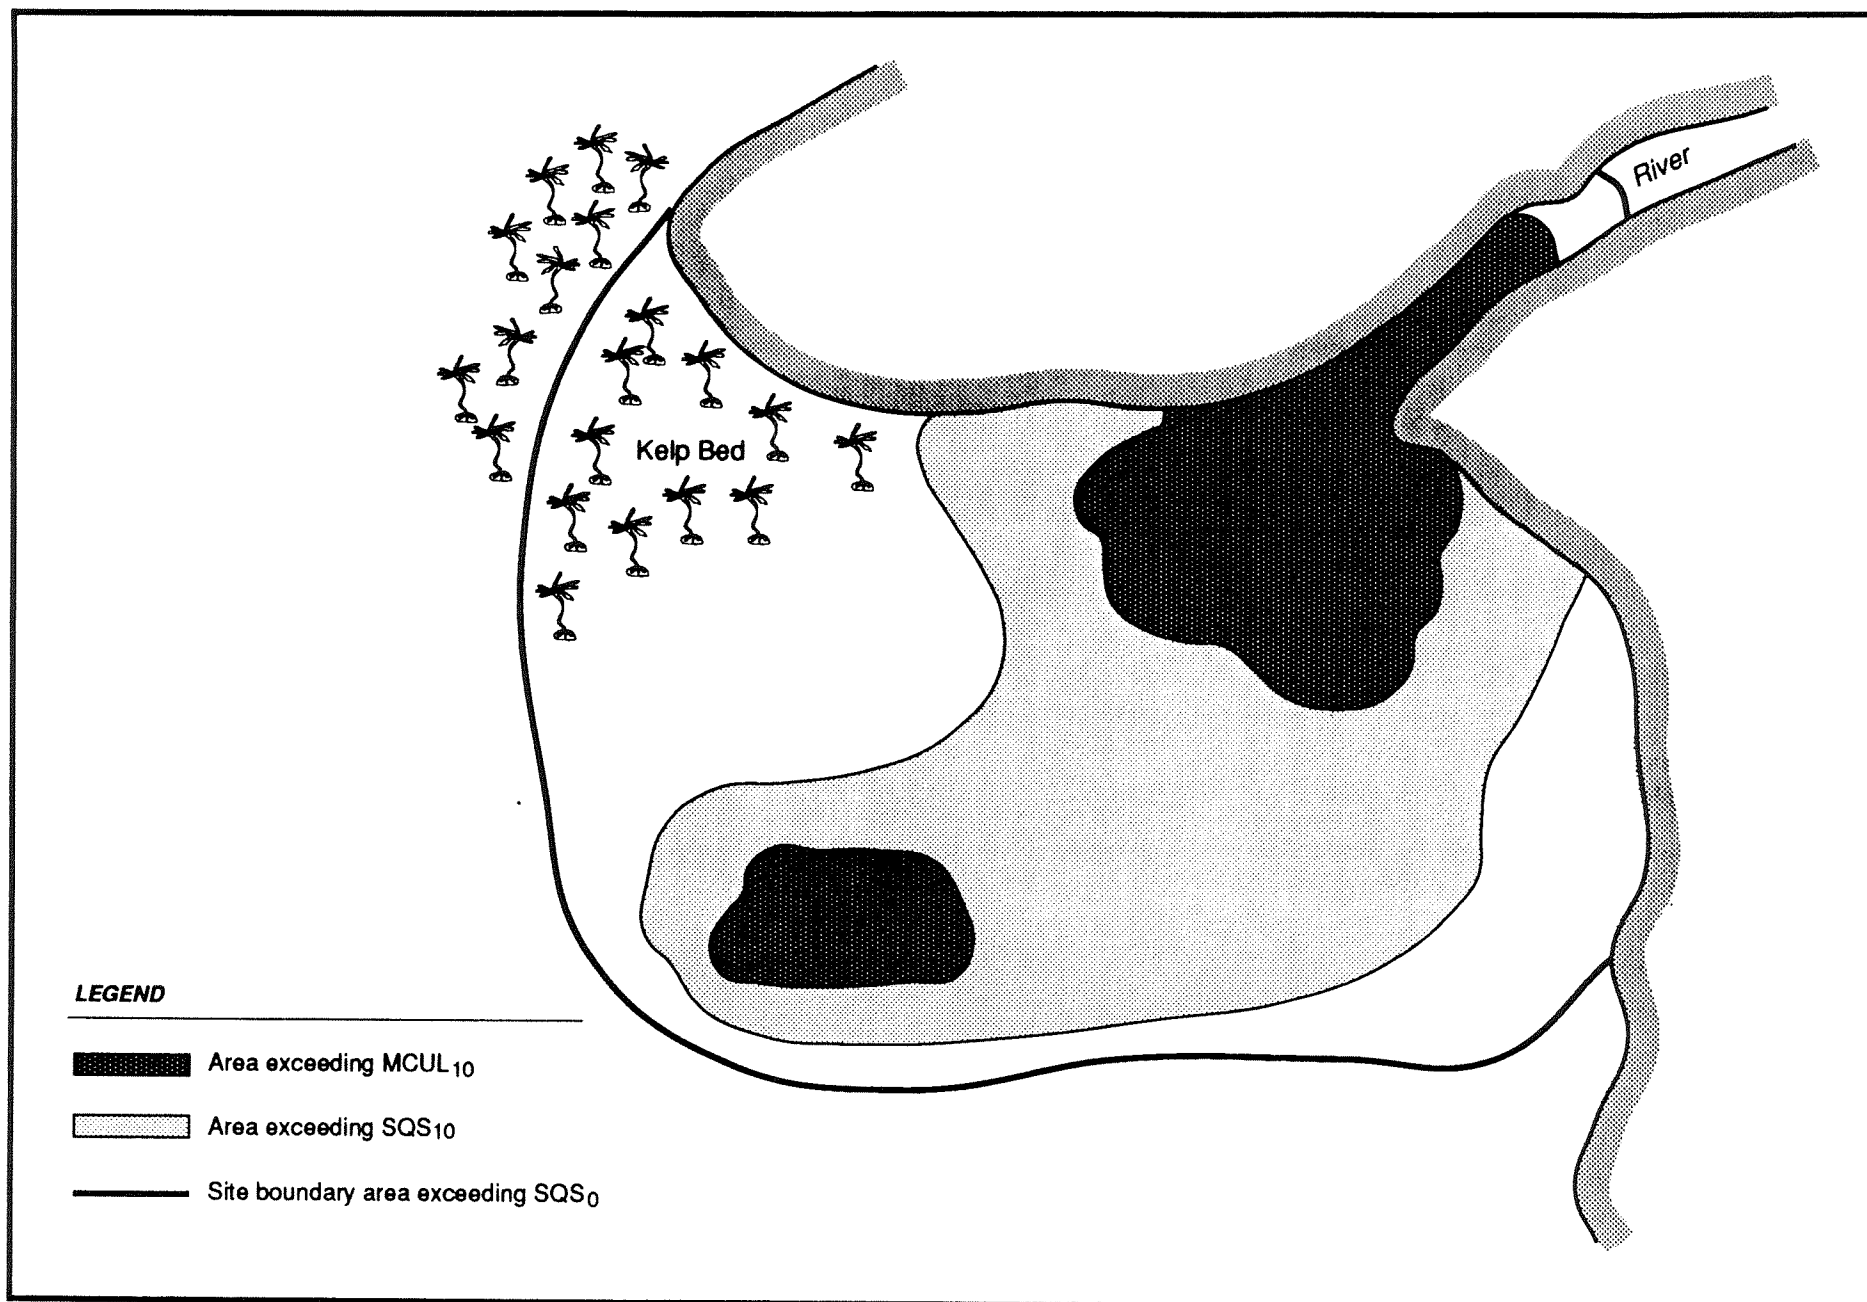 River
Kelp Bed
LEGEND
Area exceeding MCUL10
Area exceeding SQS10
Site boundary area exceeding SQS0